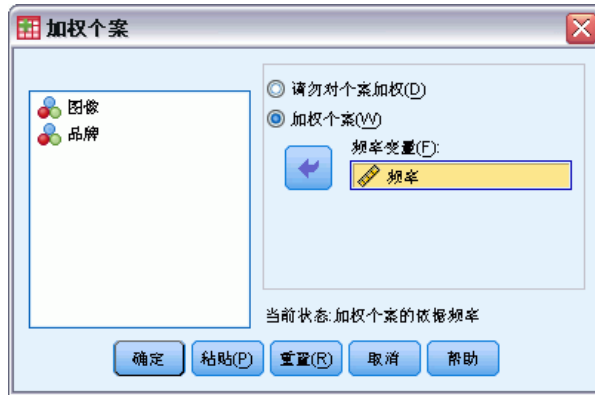 加权个案
图像
品牌
请勿对个案加权(D)
加权个案(W)
频率变量(F):
频率
当前状态:加权个案的依据频率
确定 粘贴(P) 重置(R) 取消 帮助